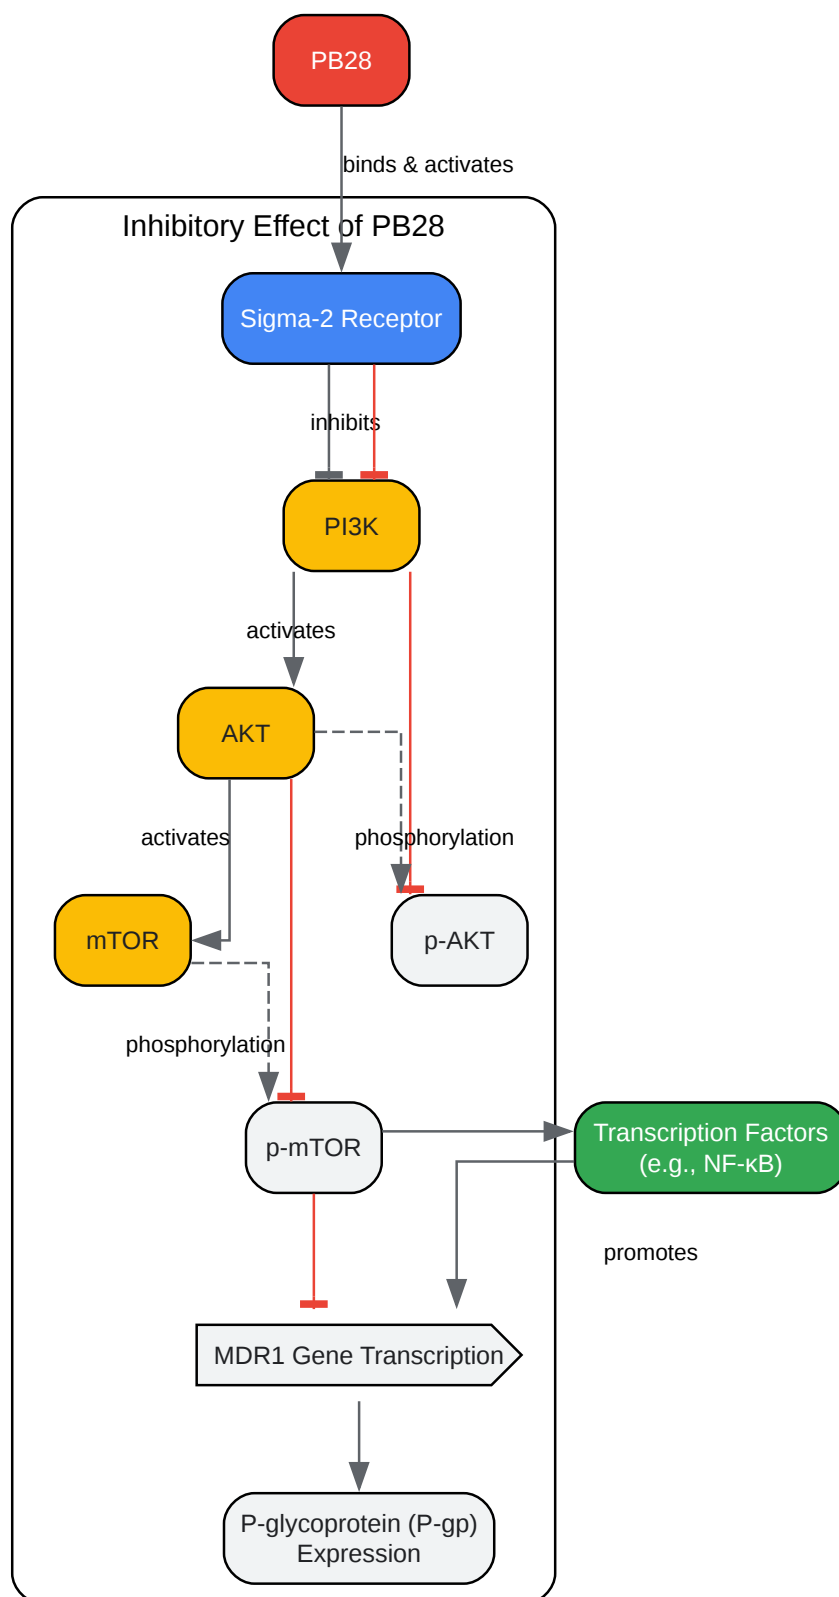 PB28
binds & activates
Inhibitory Effect of PB28
Sigma-2 Receptor
inhibits
PI3K
activates
AKT
activates
phosphorylation
mTOR
p-AKT
phosphorylation
p-mTOR
Transcription Factors
(e.g., NF-κB)
promotes
MDR1 Gene Transcription
P-glycoprotein (P-gp)
Expression